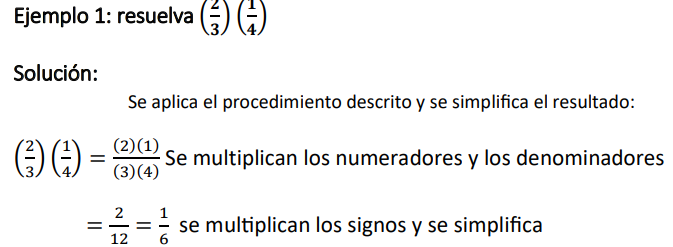 Ejemplo 1: resuelva (2/3) (1/4)
Solución:
Se aplica el procedimiento descrito y se simplifica el resultado:
(2/3) (1/4) = (2)(1)/(3)(4) Se multiplican los numeradores y los denominadores
= 2/12 = 1/6 se multiplican los signos y se simplifica